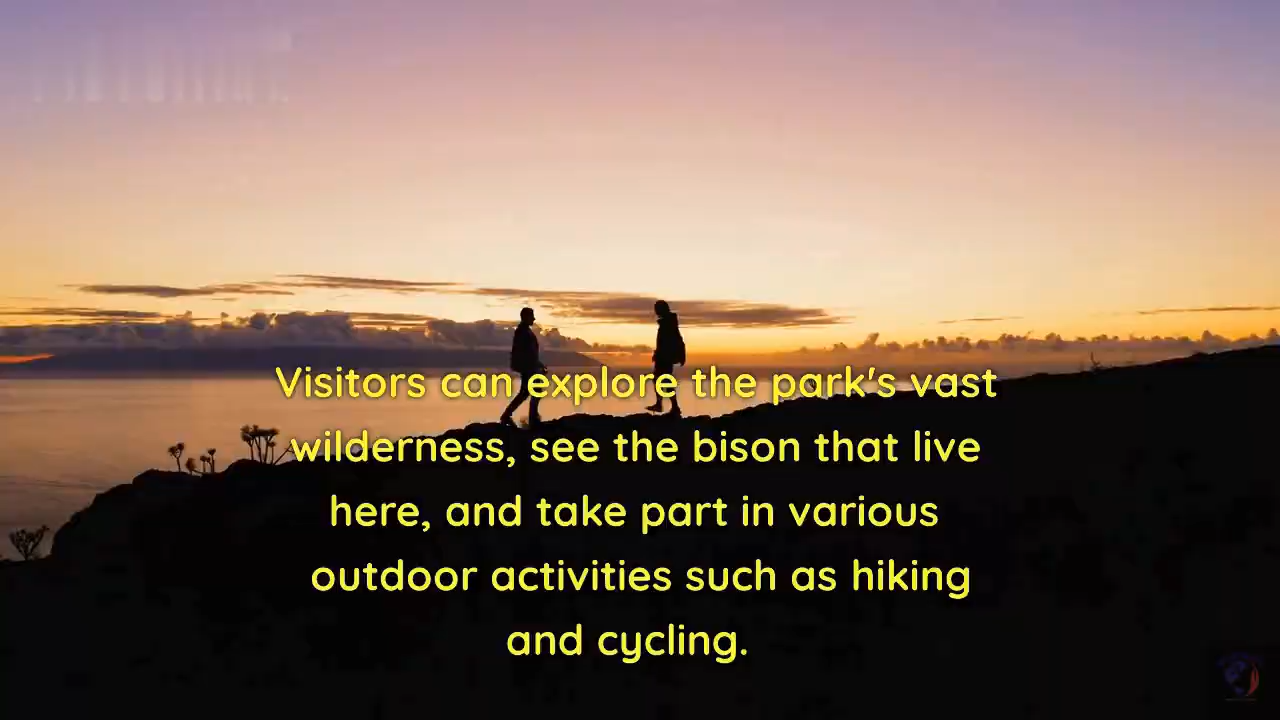 Visitors can explore the park's vast
wilderness, see the bison that live
here, and take part in various
outdoor activities such as hiking
and cycling.